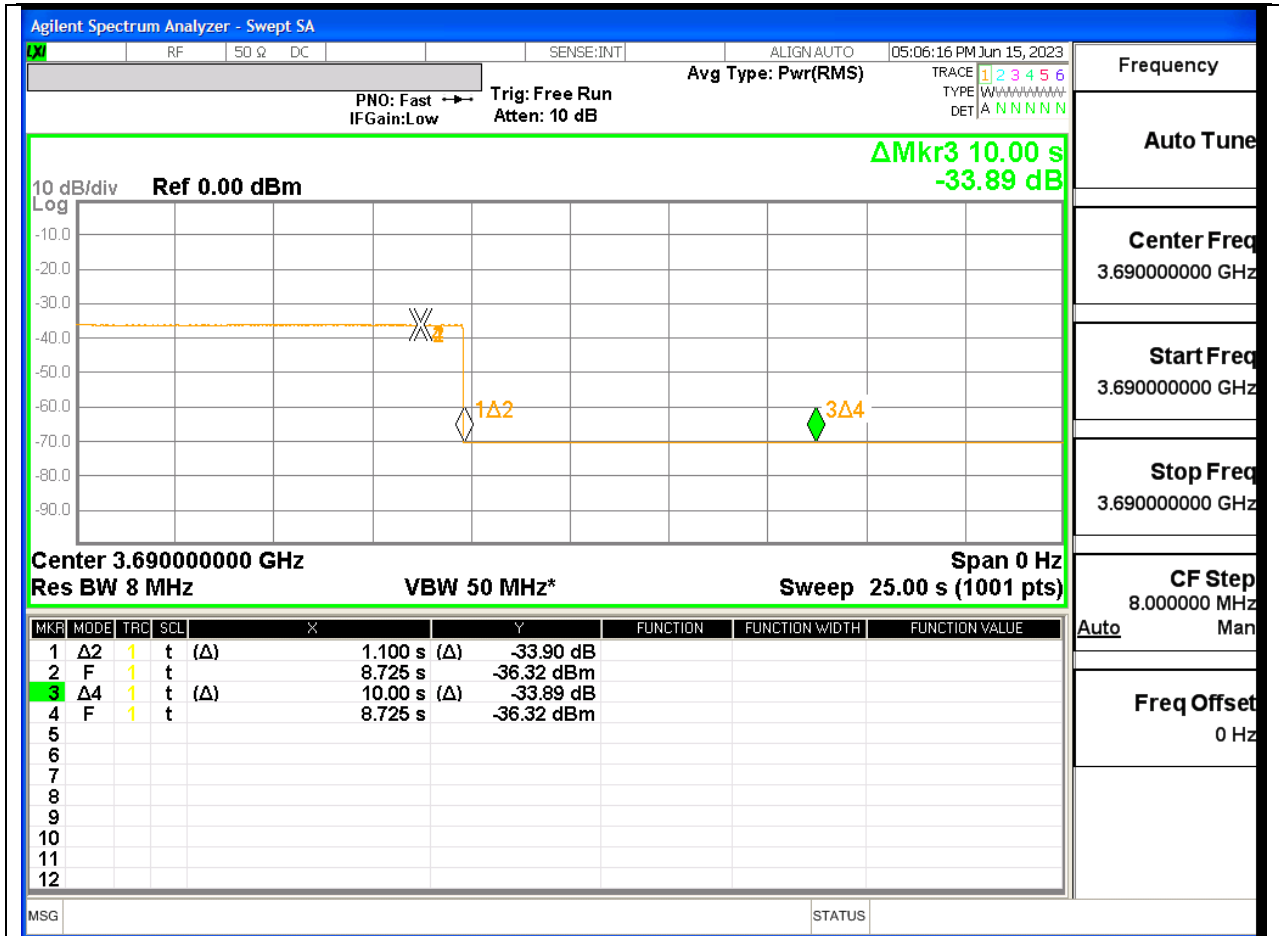 Agilent Spectrum Analyzer - Swept SA
LXI RF 50 Ω DC SENSE:INT ALIGN AUTO 05:06:16 PM Jun 15, 2023
Frequency
Avg Type: Pwr(RMS)
TRACE 1 2 3 4 5 6
PNO: Fast Trig: Free Run
TYPE WWWWWW
IFGain:Low Atten: 10 dB
DET A N N N N N
Auto Tune
ΔMkr3 10.00 s
-33.89 dB
10 dB/div Ref 0.00 dBm
Log
-10.0
-20.0
-30.0
-40.0
-50.0
-60.0
-70.0
-80.0
-90.0
1Δ2
3Δ4
Center Freq
3.690000000 GHz
Start Freq
3.690000000 GHz
Stop Freq
3.690000000 GHz
Center 3.690000000 GHz Span 0 Hz
Res BW 8 MHz VBW 50 MHz* Sweep 25.00 s (1001 pts)
CF Step
8.000000 MHz
Auto Man
Freq Offset
0 Hz
MKR MODE TRC SCL X Y FUNCTION FUNCTION WIDTH FUNCTION VALUE
1 Δ2 1 t (Δ) 1.100 s (Δ) -33.90 dB
2 F 1 t 8.725 s -36.32 dBm
3 Δ4 1 t (Δ) 10.00 s (Δ) -33.89 dB
4 F 1 t 8.725 s -36.32 dBm
5
6
7
8
9
10
11
12
MSG STATUS